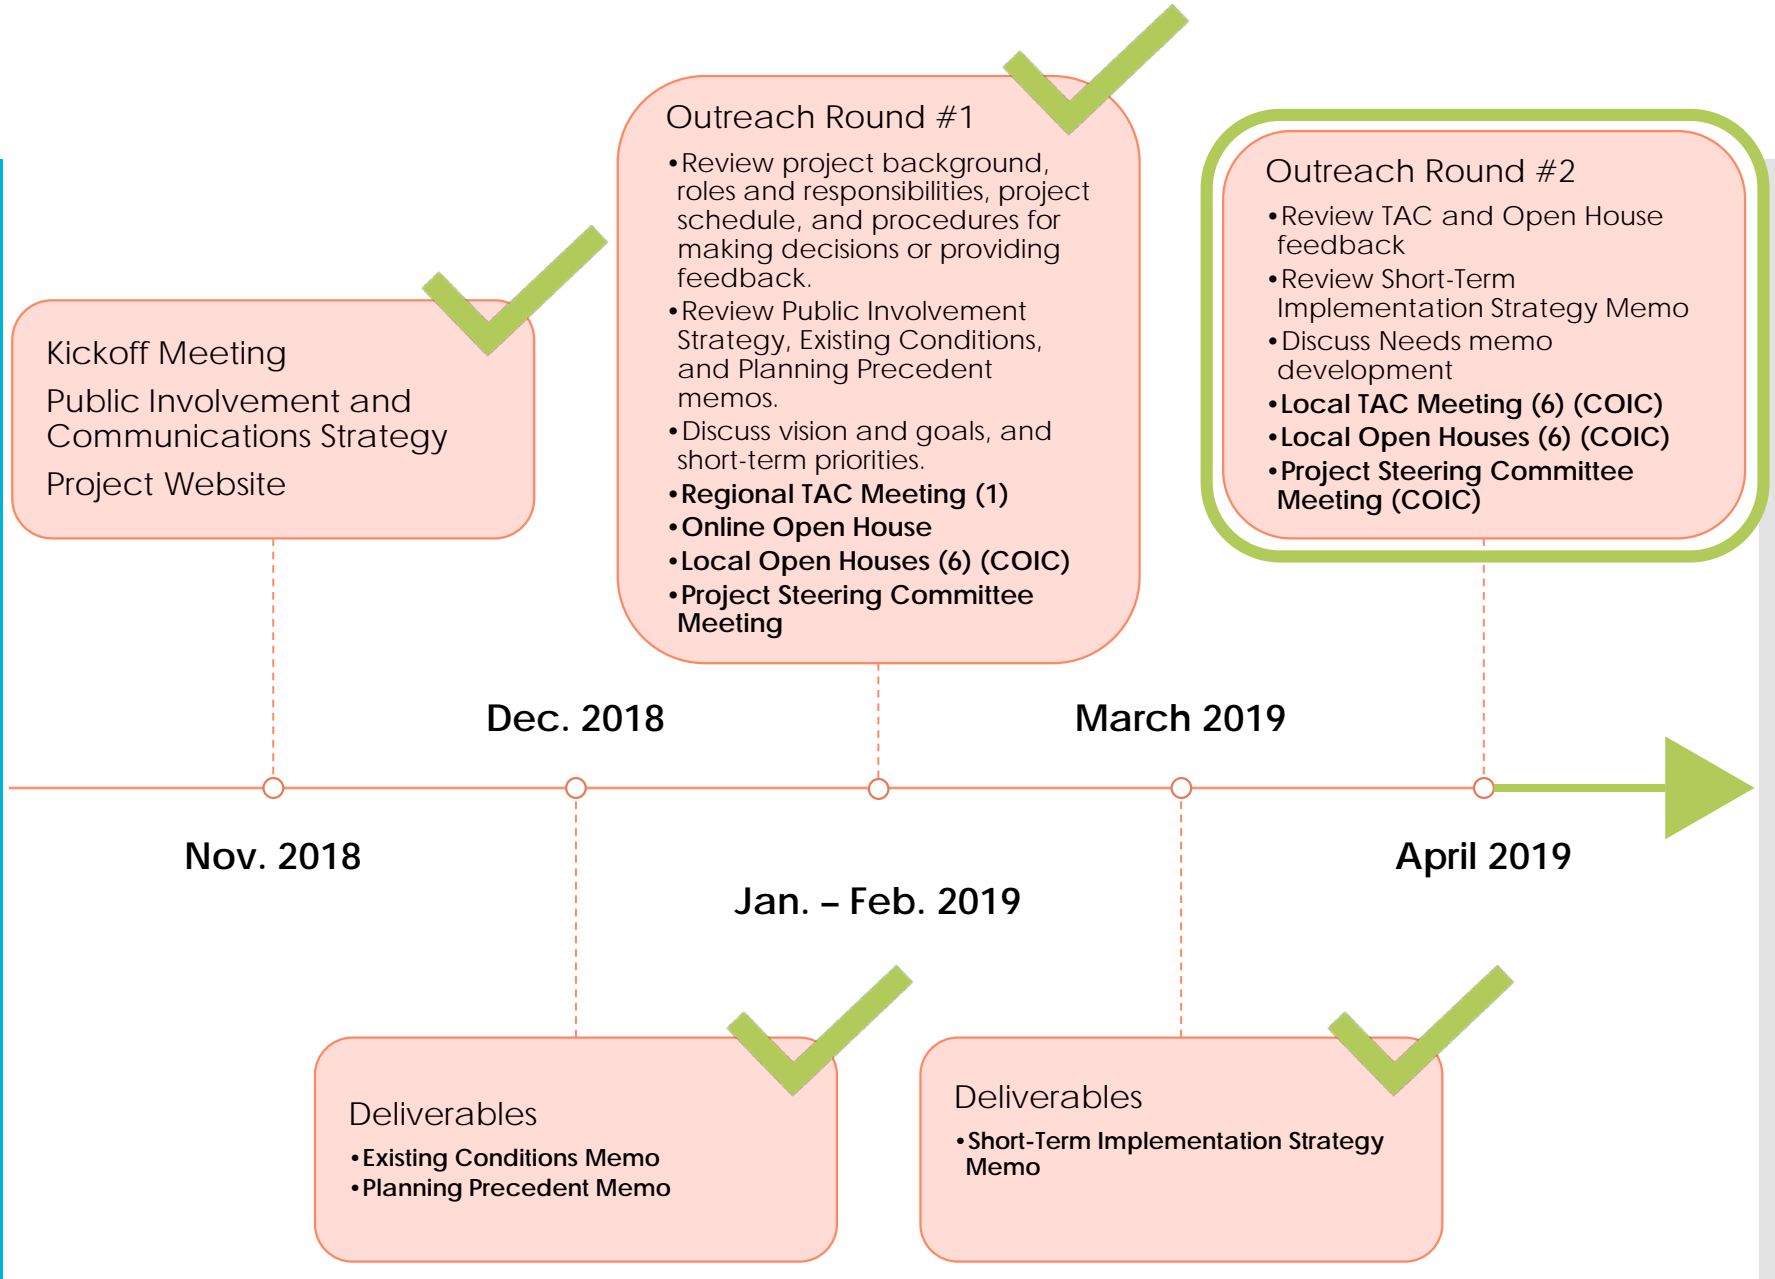 Outreach Round #1
•Review project background,
roles and responsibilities, project
schedule, and procedures for
making decisions or providing
feedback.
•Review Public Involvement
Strategy, Existing Conditions,
and Planning Precedent
memos.
•Discuss vision and goals, and
short-term priorities.
•Regional TAC Meeting (1)
•Online Open House
•Local Open Houses (6) (COIC)
•Project Steering Committee
Meeting
Outreach Round #2
•Review TAC and Open House
feedback
•Review Short-Term
Implementation Strategy Memo
•Discuss Needs memo
development
•Local TAC Meeting (6) (COIC)
•Local Open Houses (6) (COIC)
•Project Steering Committee
Meeting (COIC)
Kickoff Meeting
Public Involvement and
Communications Strategy
Project Website
Dec. 2018
March 2019
Nov. 2018
April 2019
Jan. – Feb. 2019
Deliverables
•Existing Conditions Memo
•Planning Precedent Memo
Deliverables
•Short-Term Implementation Strategy
Memo